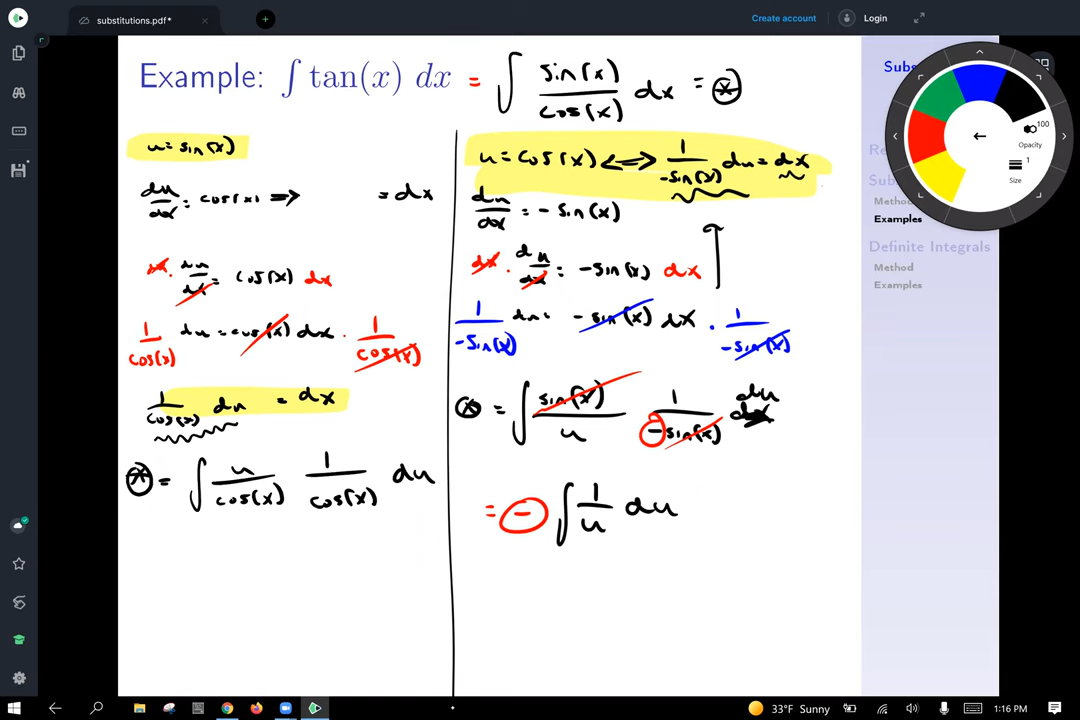 substitutions.pdf*
Create account
Login
Example: ∫ tan(x) dx = ∫ sin(x)/cos(x) dx = ⊛
u = sin(x)
du/dx = cos(x) ⇒ = dx
dx · du/dx = cos(x) dx
1/cos(x) du = cos(x) dx · 1/cos(x)
1/cos(x) du = dx
⊛ = ∫ u/cos(x) 1/cos(x) du
u = cos(x) ⟺ 1/-sin(x) du = dx
du/dx = -sin(x)
dx · du/dx = -sin(x) dx
1/-sin(x) du = -sin(x) dx · 1/-sin(x)
⊛ = ∫ sin(x)/u 1/-sin(x) du
= - ∫ 1/u du
Subs
Re
Sub
Method
Examples
Definite Integrals
Method
Examples
100
Opacity
1
Size
33°F Sunny
1:16 PM